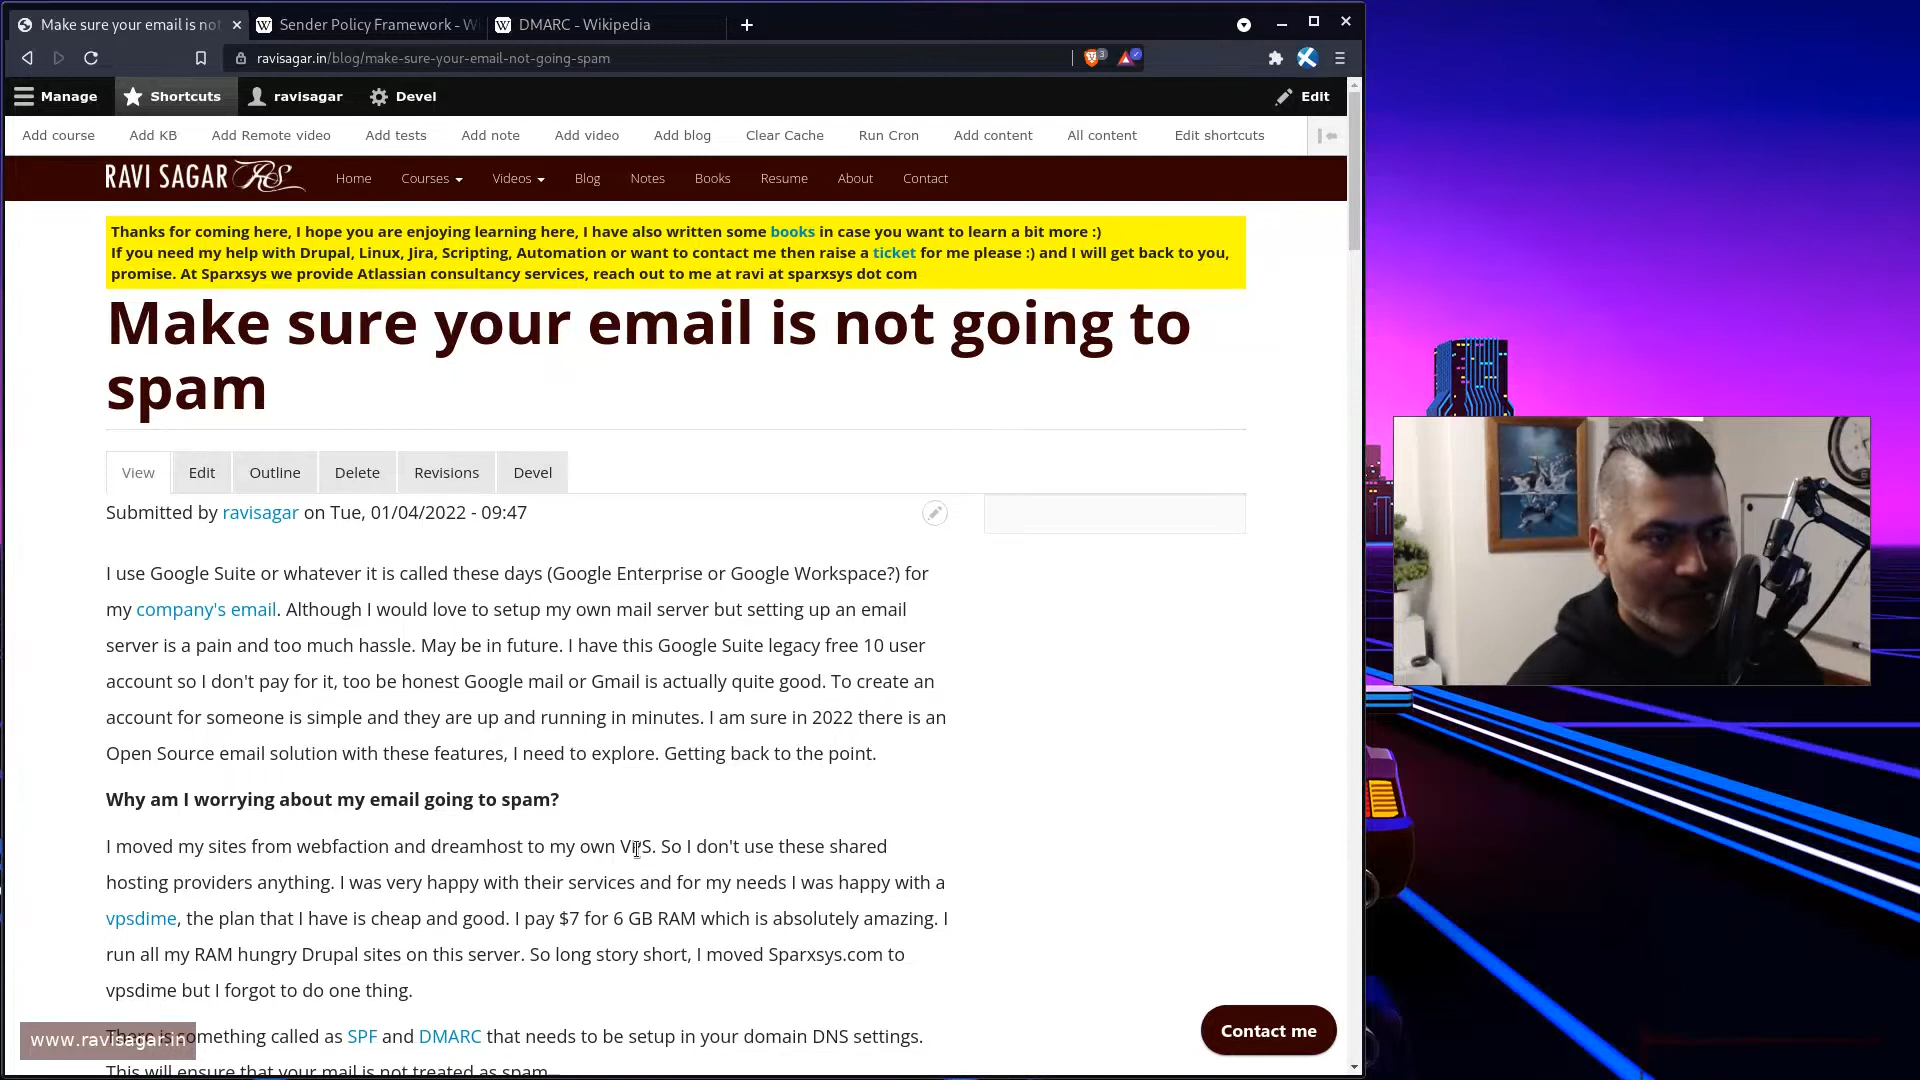 Make sure your email is no
Sender Policy Framework - W
DMARC - Wikipedia
ravisagar.in/blog/make-sure-your-email-not-going-spam
Manage Shortcuts ravisagar Devel Edit
Add course Add KB Add Remote video Add tests Add note Add video Add blog Clear Cache Run Cron Add content All content Edit shortcuts
RAVI SAGAR RS Home Courses Videos Blog Notes Books Resume About Contact
Thanks for coming here, I hope you are enjoying learning here, I have also written some books in case you want to learn a bit more :)
If you need my help with Drupal, Linux, Jira, Scripting, Automation or want to contact me then raise a ticket for me please :) and I will get back to you,
promise. At Sparxsys we provide Atlassian consultancy services, reach out to me at ravi at sparxsys dot com
Make sure your email is not going to
spam
View Edit Outline Delete Revisions Devel
Submitted by ravisagar on Tue, 01/04/2022 - 09:47
I use Google Suite or whatever it is called these days (Google Enterprise or Google Workspace?) for
my company's email. Although I would love to setup my own mail server but setting up an email
server is a pain and too much hassle. May be in future. I have this Google Suite legacy free 10 user
account so I don't pay for it, too be honest Google mail or Gmail is actually quite good. To create an
account for someone is simple and they are up and running in minutes. I am sure in 2022 there is an
Open Source email solution with these features, I need to explore. Getting back to the point.
Why am I worrying about my email going to spam?
I moved my sites from webfaction and dreamhost to my own VPS. So I don't use these shared
hosting providers anything. I was very happy with their services and for my needs I was happy with a
vpsdime, the plan that I have is cheap and good. I pay $7 for 6 GB RAM which is absolutely amazing. I
run all my RAM hungry Drupal sites on this server. So long story short, I moved Sparxsys.com to
vpsdime but I forgot to do one thing.
There is something called as SPF and DMARC that needs to be setup in your domain DNS settings.
This will ensure that your mail is not treated as spam
www.ravisagar.in
Contact me